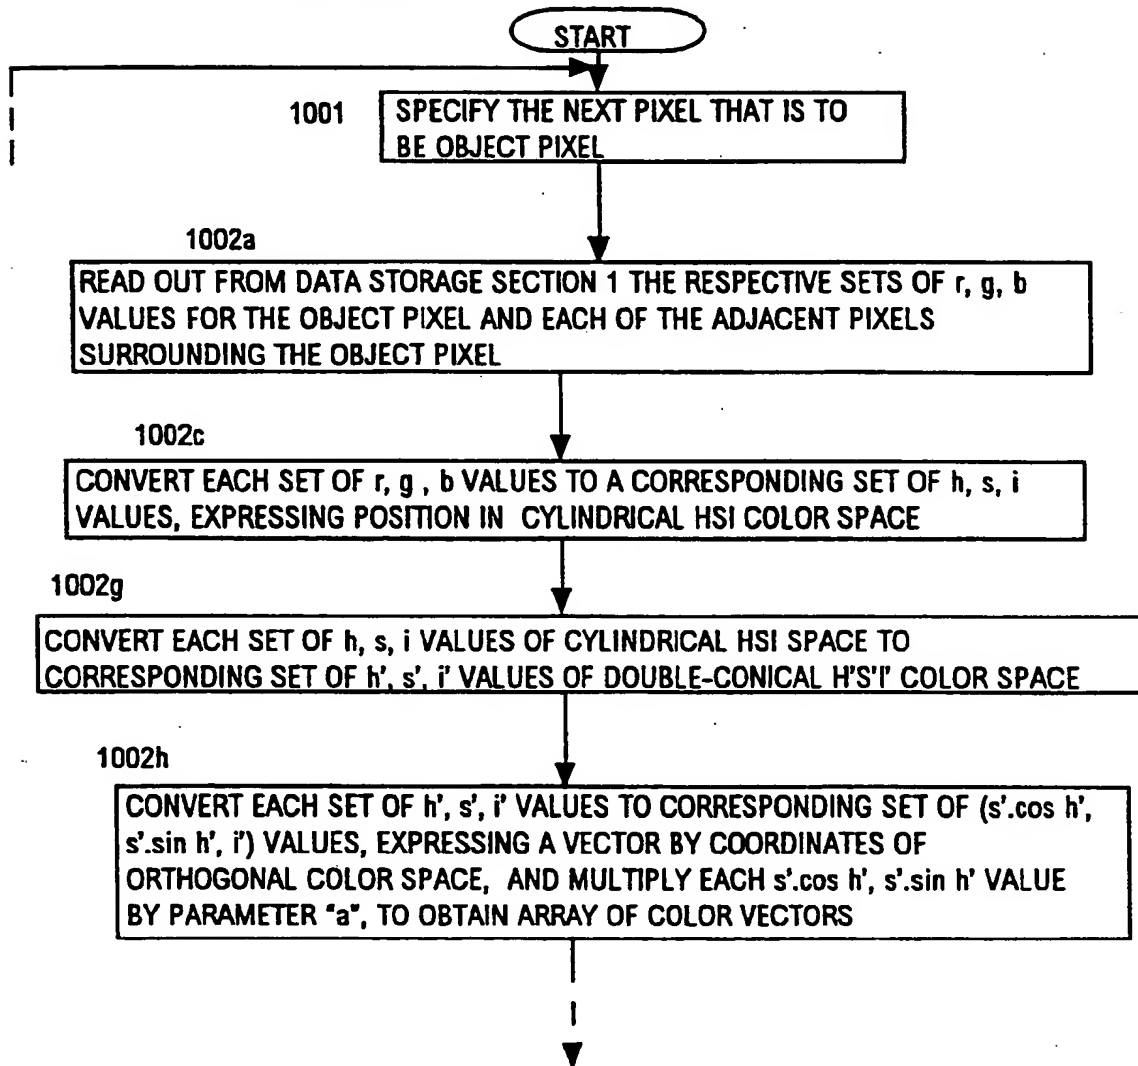 START
1001
SPECIFY THE NEXT PIXEL THAT IS TO
BE OBJECT PIXEL
1002a
READ OUT FROM DATA STORAGE SECTION 1 THE RESPECTIVE SETS OF r, g, b
VALUES FOR THE OBJECT PIXEL AND EACH OF THE ADJACENT PIXELS
SURROUNDING THE OBJECT PIXEL
1002c
CONVERT EACH SET OF r, g , b VALUES TO A CORRESPONDING SET OF h, s, i
VALUES, EXPRESSING POSITION IN CYLINDRICAL HSI COLOR SPACE
1002g
CONVERT EACH SET OF h, s, i VALUES OF CYLINDRICAL HSI SPACE TO
CORRESPONDING SET OF h', s', i' VALUES OF DOUBLE-CONICAL H'S'I' COLOR SPACE
1002h
CONVERT EACH SET OF h', s', i' VALUES TO CORRESPONDING SET OF (s'.cos h',
s'.sin h', i') VALUES, EXPRESSING A VECTOR BY COORDINATES OF
ORTHOGONAL COLOR SPACE, AND MULTIPLY EACH s'.cos h', s'.sin h' VALUE
BY PARAMETER "a", TO OBTAIN ARRAY OF COLOR VECTORS